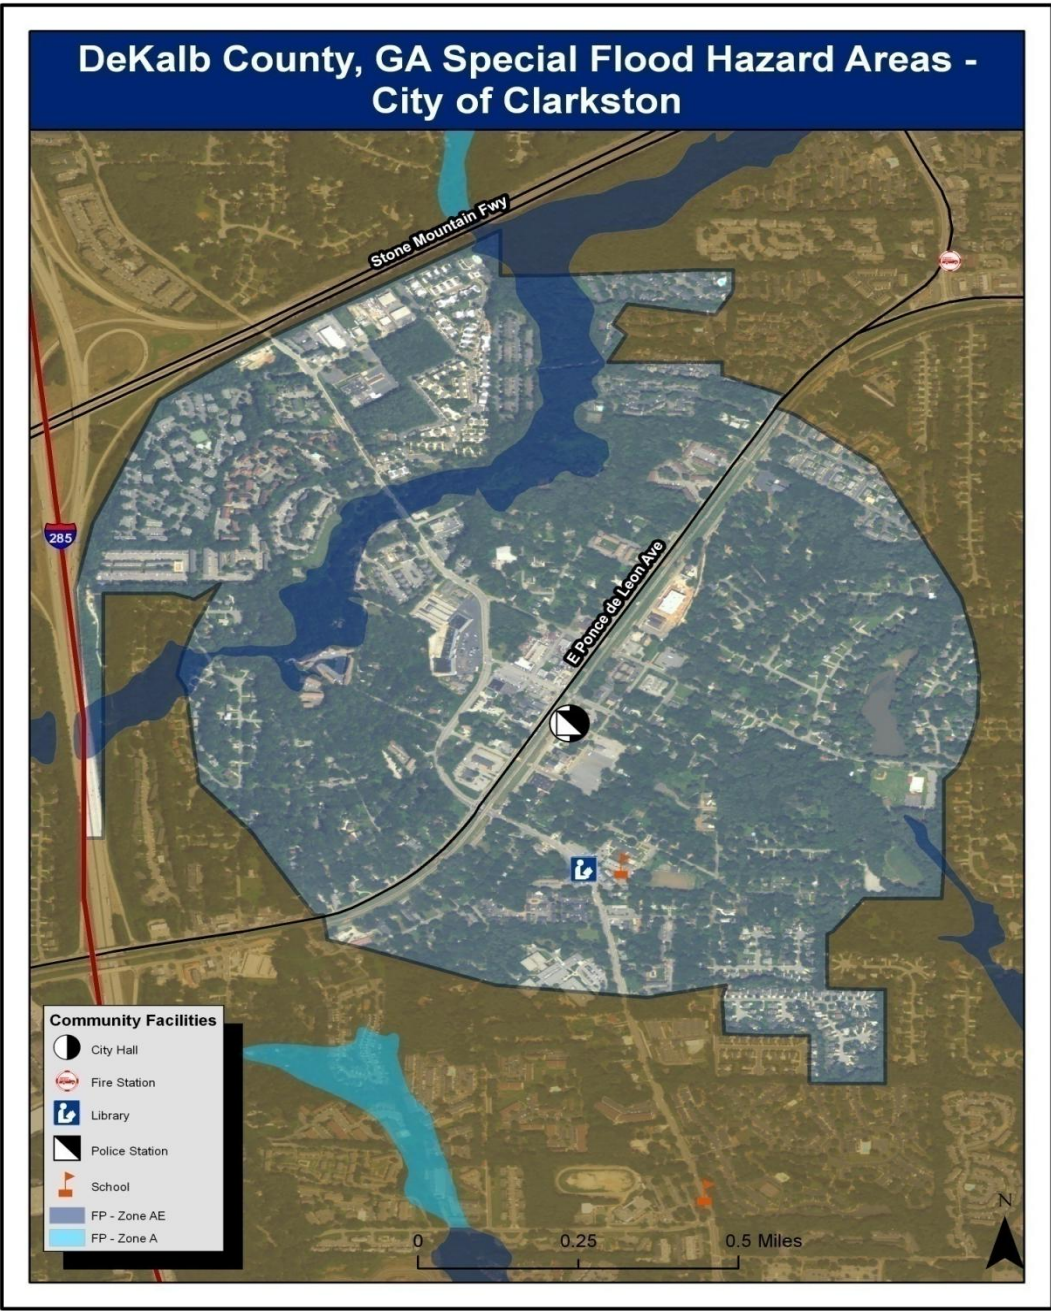 DeKalb County, GA Special Flood Hazard Areas -
City of Clarkston
Stone Mountain Fwy
285
E Ponce de Leon Ave
Community Facilities
City Hall
Fire Station
Library
Police Station
School
FP - Zone AE
FP - Zone A
0 0.25 0.5 Miles
N